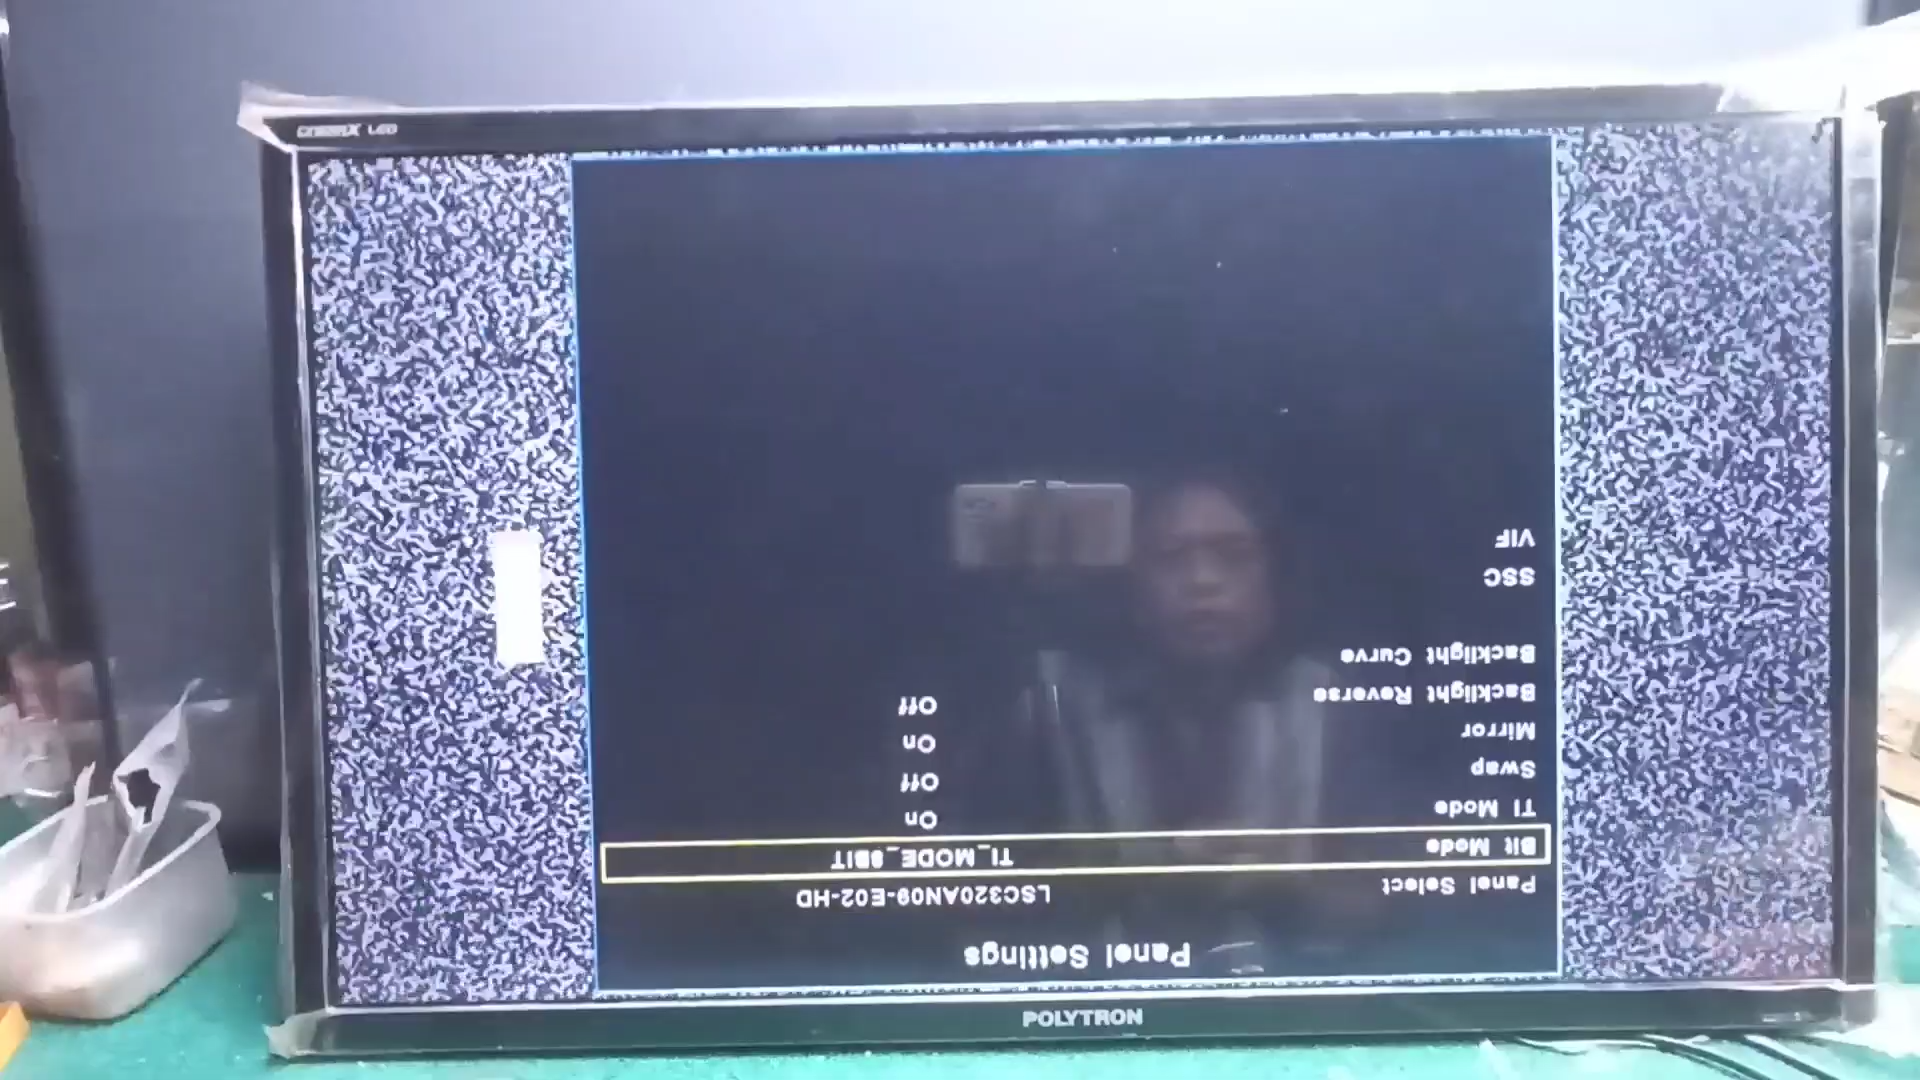 CINEMAX LED
Panel Settings
Panel Select LSC320AN09-E02-HD
Bit Mode TI_MODE_8BIT
TI Mode On
Swap Off
Mirror On
Backlight Reverse Off
Backlight Curve
SSC
VIF
POLYTRON